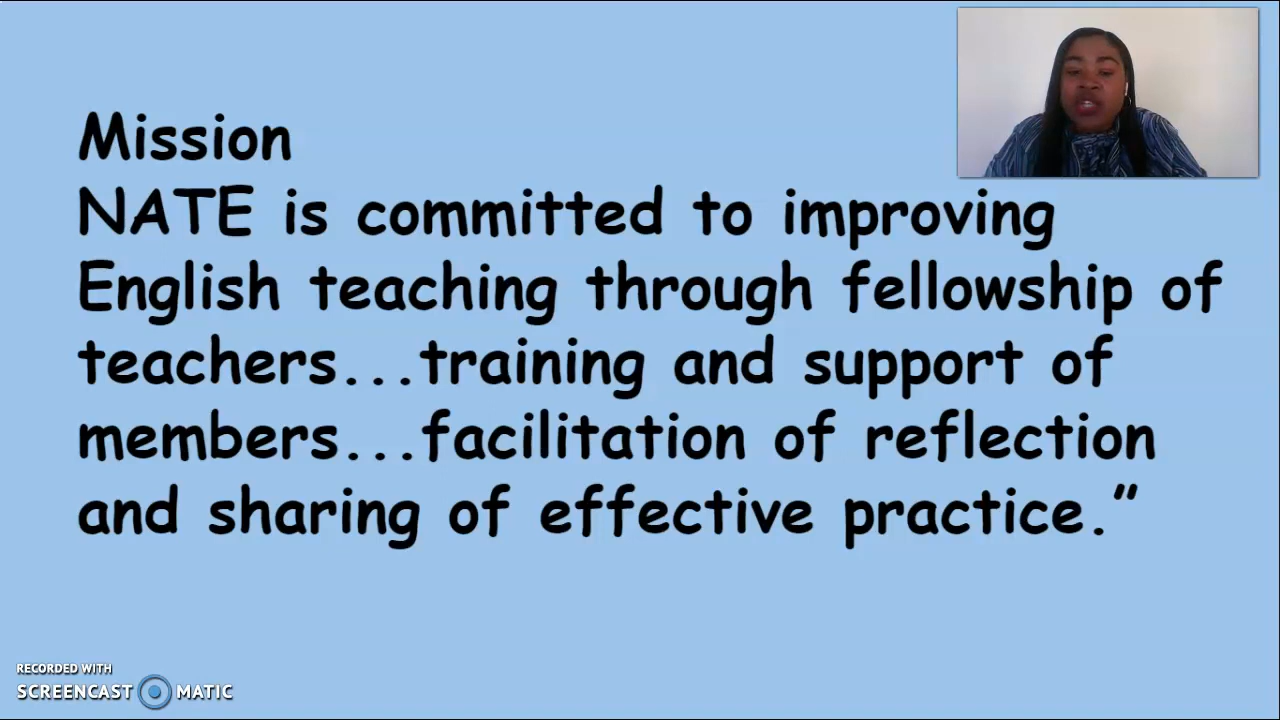 Mission
NATE is committed to improving
English teaching through fellowship of
teachers...training and support of
members...facilitation of reflection
and sharing of effective practice.”
RECORDED WITH
SCREENCAST MATIC